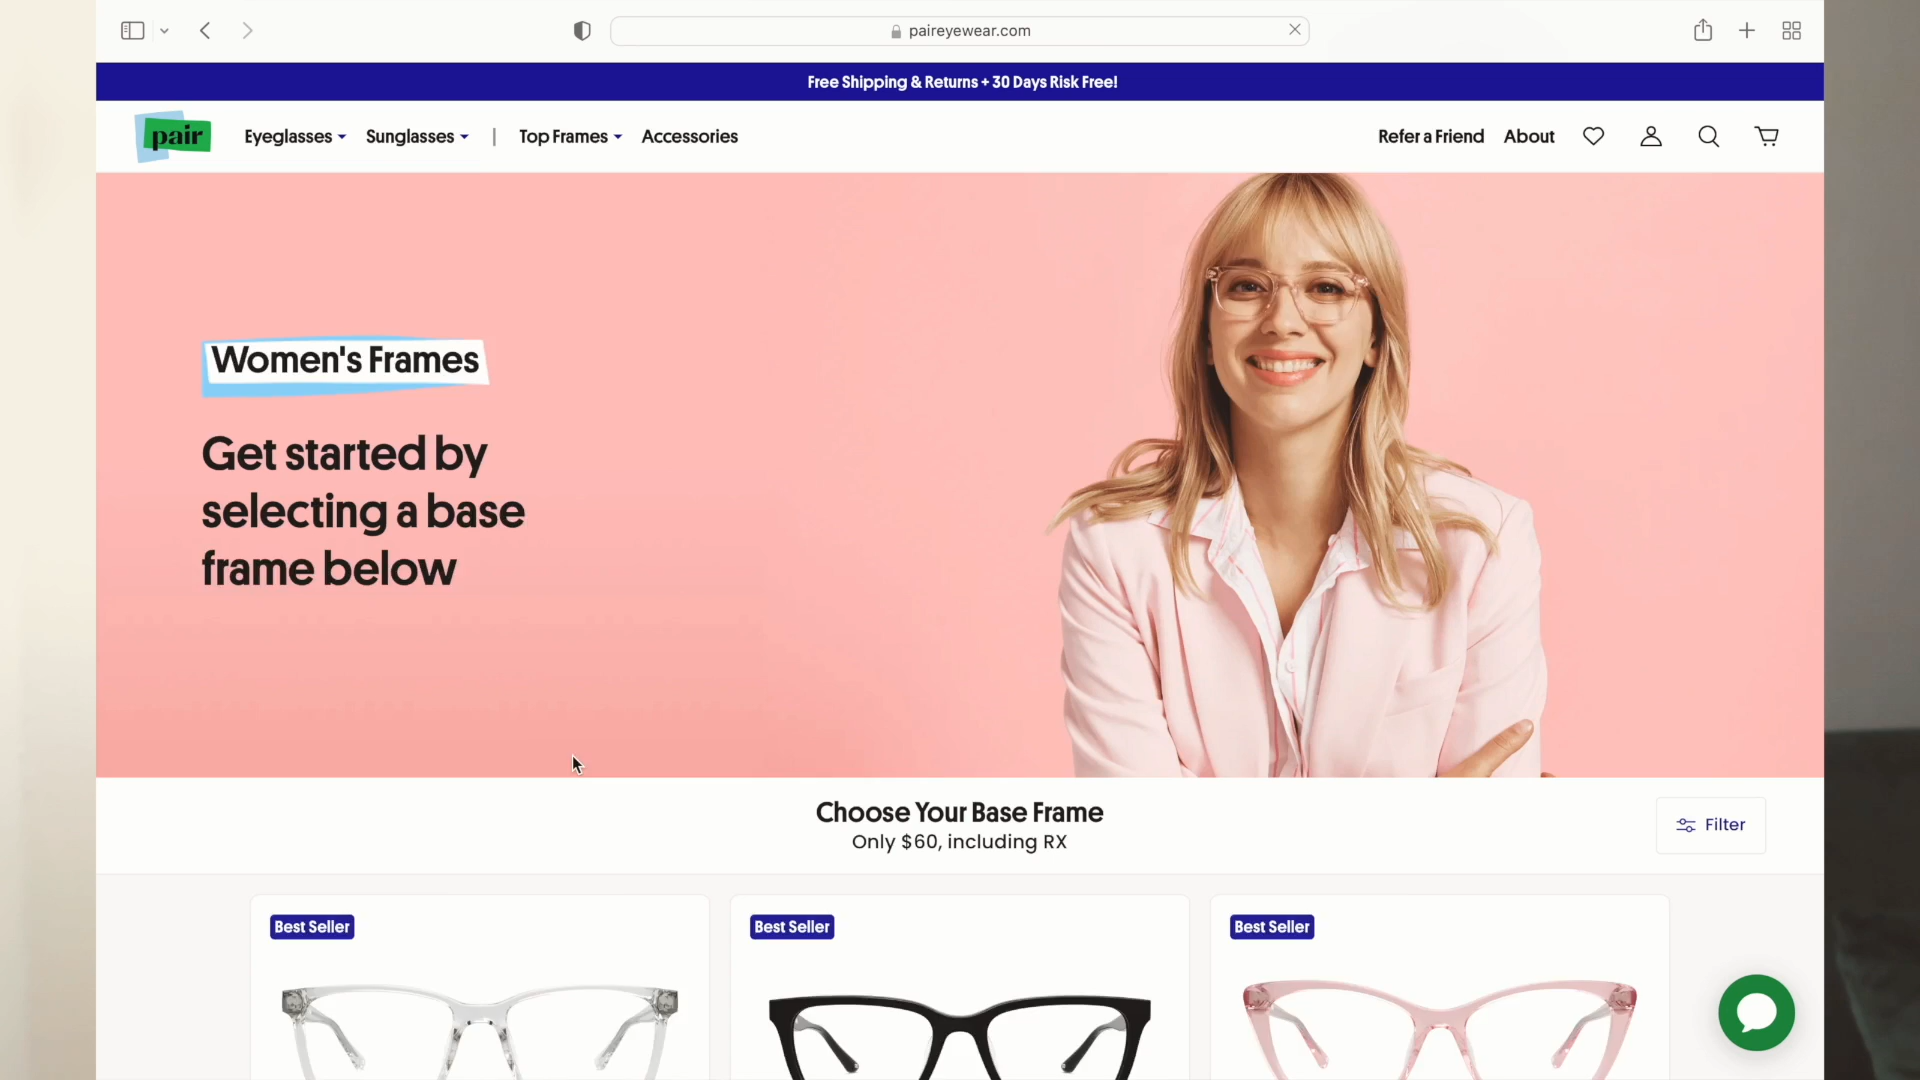 paireyewear.com
Free Shipping & Returns + 30 Days Risk Free!
pair
Eyeglasses
Sunglasses
|
Top Frames
Accessories
Refer a Friend
About
Women's Frames
Get started by
selecting a base
frame below
Choose Your Base Frame
Only $60, including RX
Filter
Best Seller
Best Seller
Best Seller